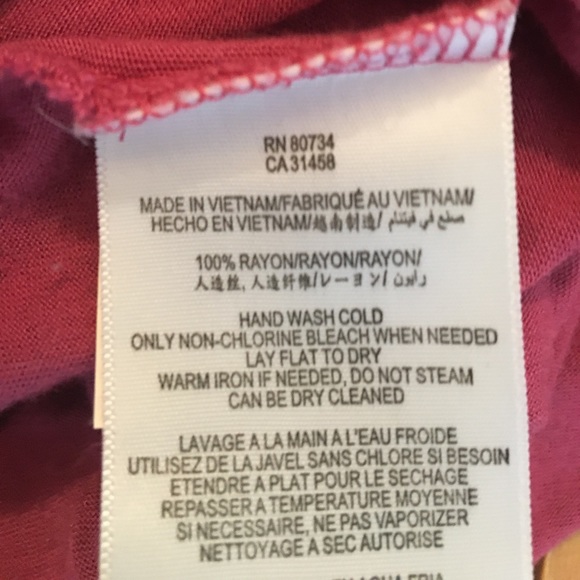 RN 80734
CA 31458
MADE IN VIETNAM/FABRIQUÉ AU VIETNAM/
HECHO EN VIETNAM/越南制造/ صنع في فيتنام
100% RAYON/RAYON/RAYON/
人造丝, 人造纤维/レーヨン/ رايون
HAND WASH COLD
ONLY NON-CHLORINE BLEACH WHEN NEEDED
LAY FLAT TO DRY
WARM IRON IF NEEDED, DO NOT STEAM
CAN BE DRY CLEANED
LAVAGE A LA MAIN A L'EAU FROIDE
UTILISEZ DE LA JAVEL SANS CHLORE SI BESOIN
ETENDRE A PLAT POUR LE SECHAGE
REPASSER A TEMPERATURE MOYENNE
SI NECESSAIRE, NE PAS VAPORIZER
NETTOYAGE A SEC AUTORISE